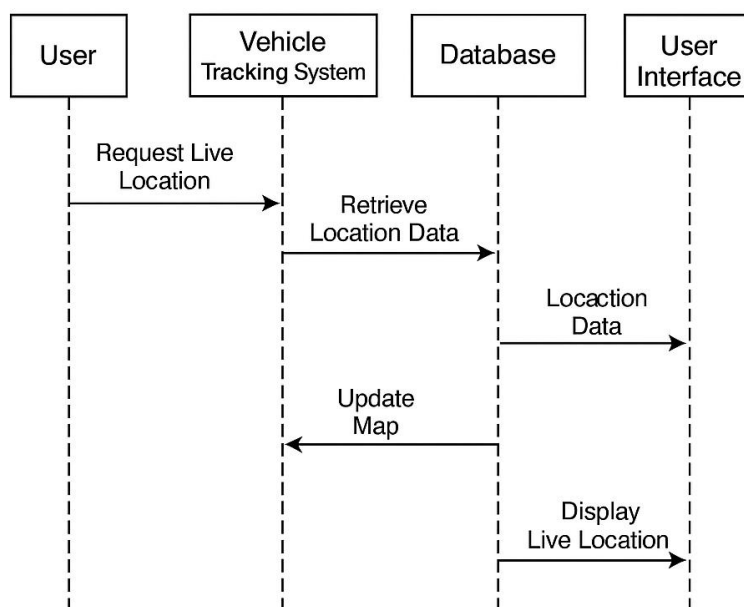 User
Vehicle
Tracking System
Database
User
Interface
Request Live
Location
Retrieve
Location Data
Locaction
Data
Update
Map
Display
Live Location